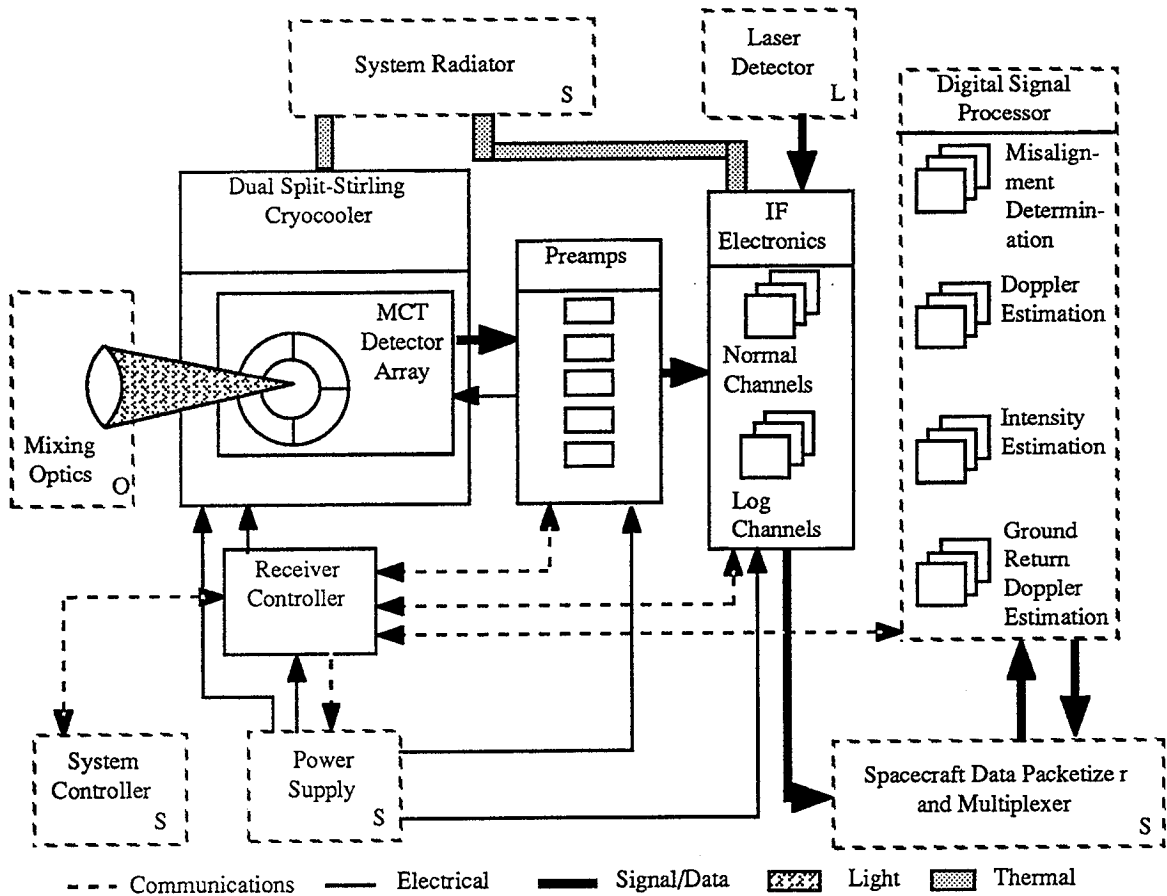 System Radiator
S
Laser
Detector
L
Digital Signal
Processor
Misalign-
ment
Determin-
ation
Doppler
Estimation
Intensity
Estimation
Ground
Return
Doppler
Estimation
Dual Split-Stirling
Cryocooler
MCT
Detector
Array
Preamps
IF
Electronics
Normal
Channels
Log
Channels
Mixing
Optics
O
Receiver
Controller
System
Controller
S
Power
Supply
S
Spacecraft Data Packetize r
and Multiplexer
S
Communications
Electrical
Signal/Data
Light
Thermal